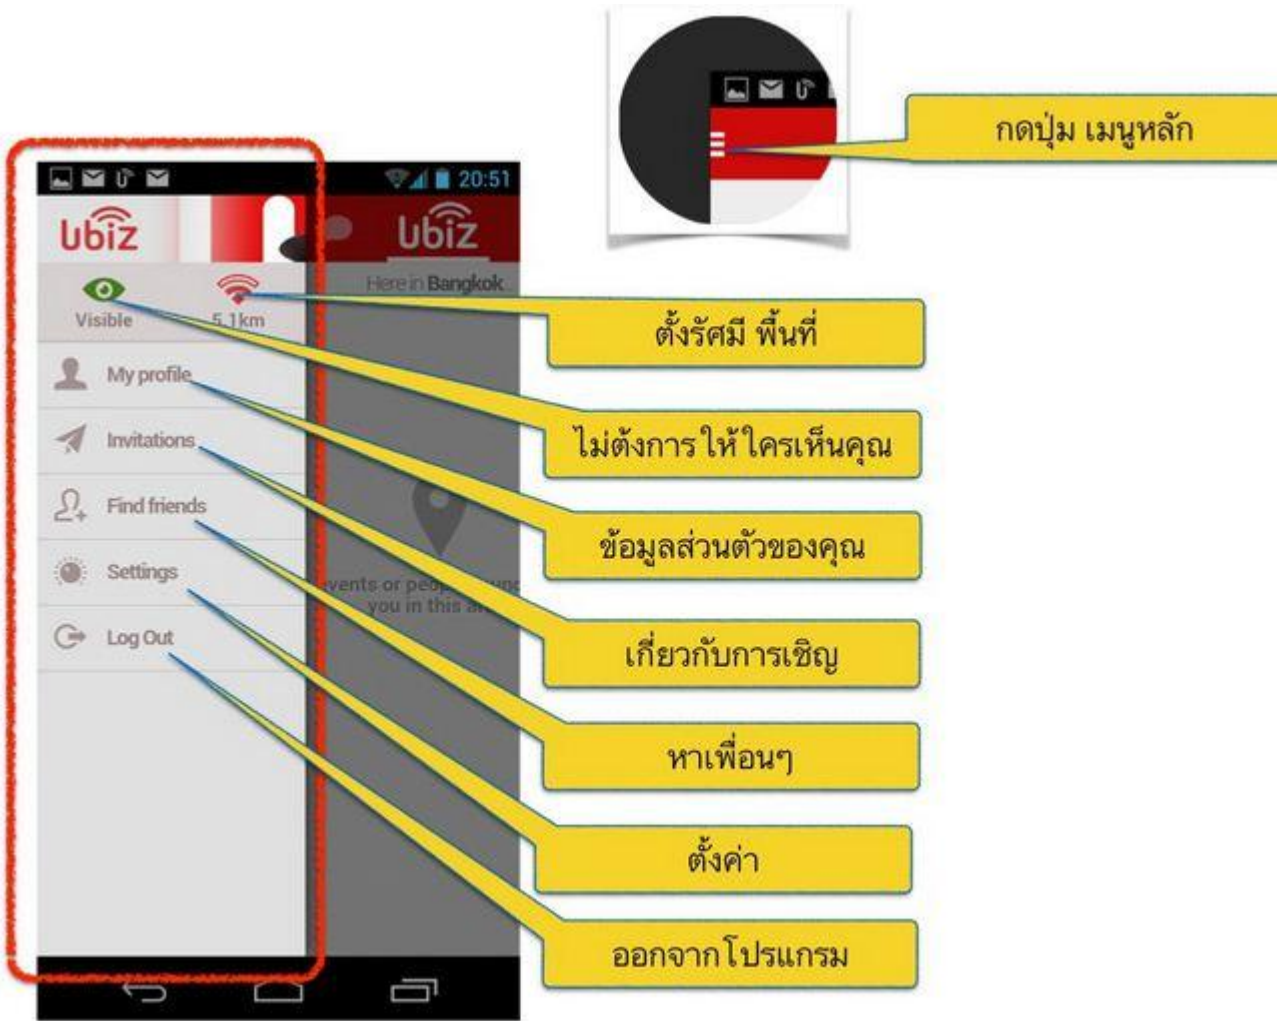 กดปุ่ม เมนูหลัก
20:51
ubiz
ubiz
Here in Bangkok
Visible
5.1km
ตั้งรัศมี พื้นที่
My profile
ไม่ต้งการ ให้ ใครเห็นคุณ
Invitations
Find friends
ข้อมูลส่วนตัวของคุณ
Settings
you in this
Log Out
เกี่ยวกับการเชิญ
หาเพื่อนๆ
ตั้งค่า
ออกจากโปรแกรม